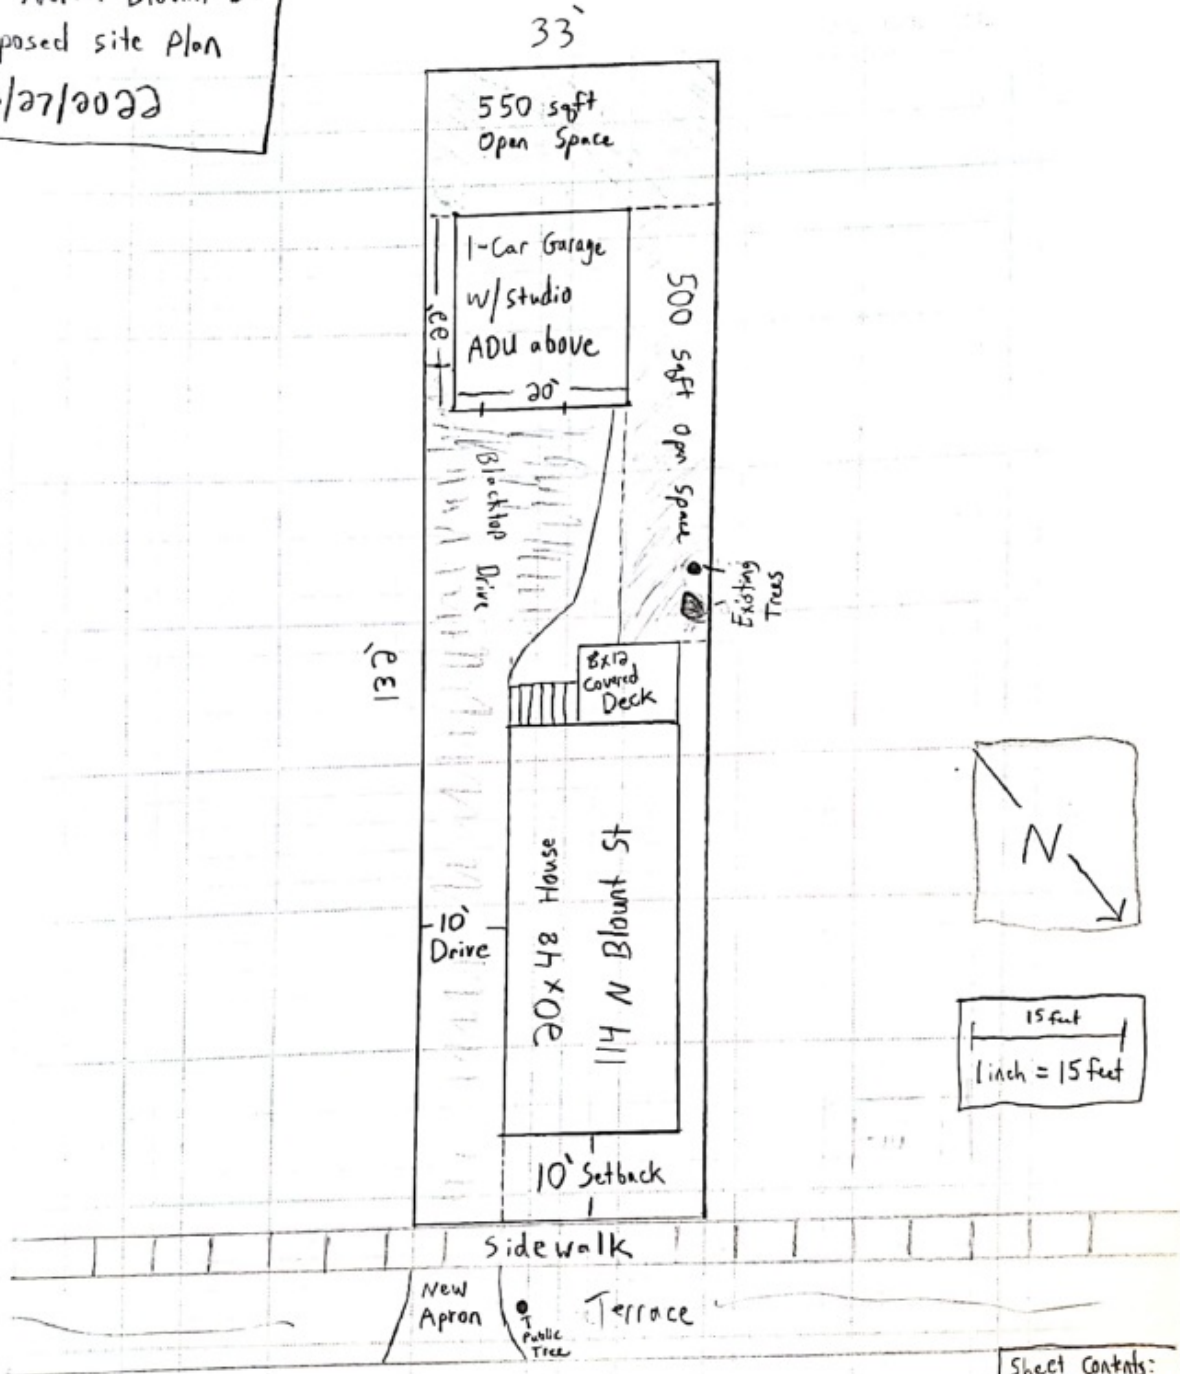 posed site plan
/27/2022
33'
550 sqft
Open Space
1-Car Garage
w/studio
ADU above
22'
20'
500 sqft Open Space
Blacktop Drive
Existing
Trees
132'
8x12
Covered
Deck
20x48 House
114 N Blount St
10'
Drive
N
15 feet
1 inch = 15 feet
10' Setback
Sidewalk
New
Apron
Public
Tree
Terrace
Sheet Contents: